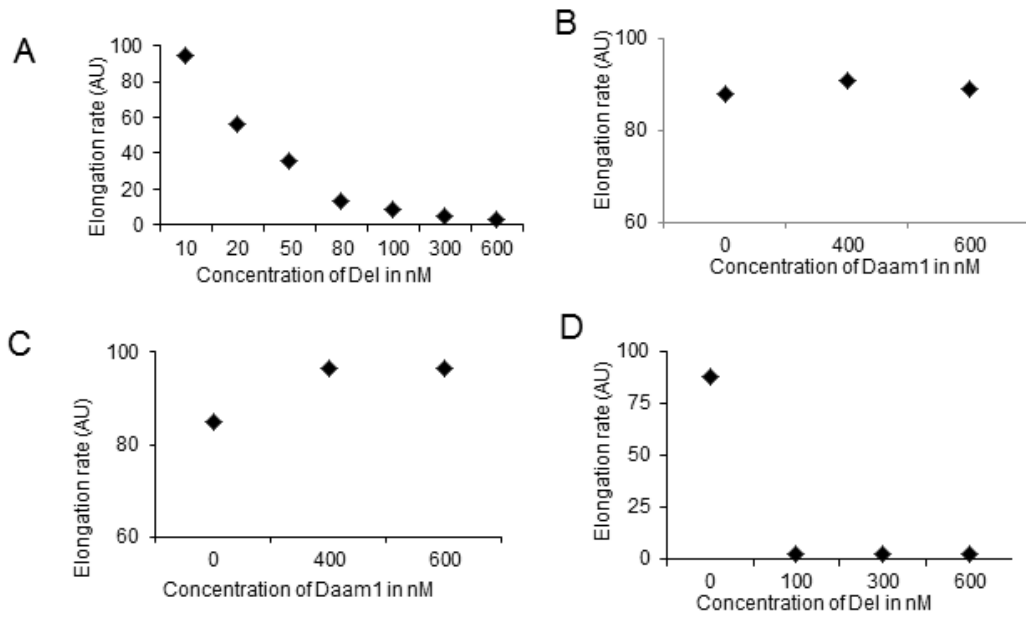 A
Elongation rate (AU)
100
80
60
40
20
0
10 20 50 80 100 300 600
Concentration of Del in nM
B
Elongation rate (AU)
100
80
60
0 400 600
Concentration of Daam1 in nM
C
Elongation rate (AU)
100
80
60
0 400 600
Concentration of Daam1 in nM
D
Elongation rate (AU)
100
75
50
25
0
0 100 300 600
Concentration of Del in nM